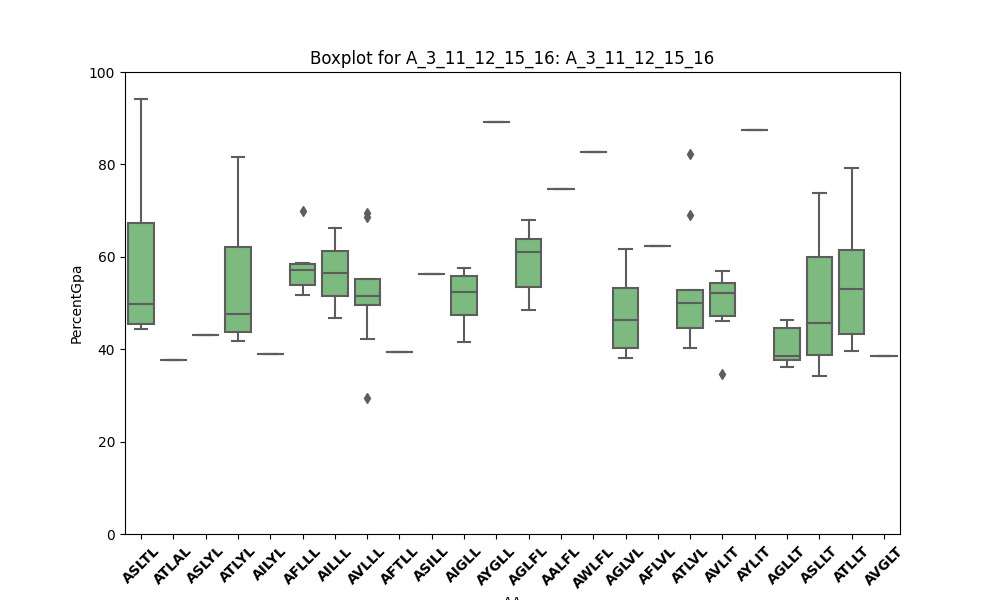 Boxplot for A_3_11_12_15_16: A_3_11_12_15_16
100
80
60
40
20
0
PercentGpa
ASLTL
ATLAL
ASLYL
ATLYL
AILYL
AFLLL
AILLL
AVLLL
AFTLL
ASILL
AIGLL
AYGLL
AGLFL
AALFL
AWLFL
AGLVL
AFLVL
ATLVL
AVLIT
AYLIT
AGLLT
ASLLT
ATLLT
AVGLT